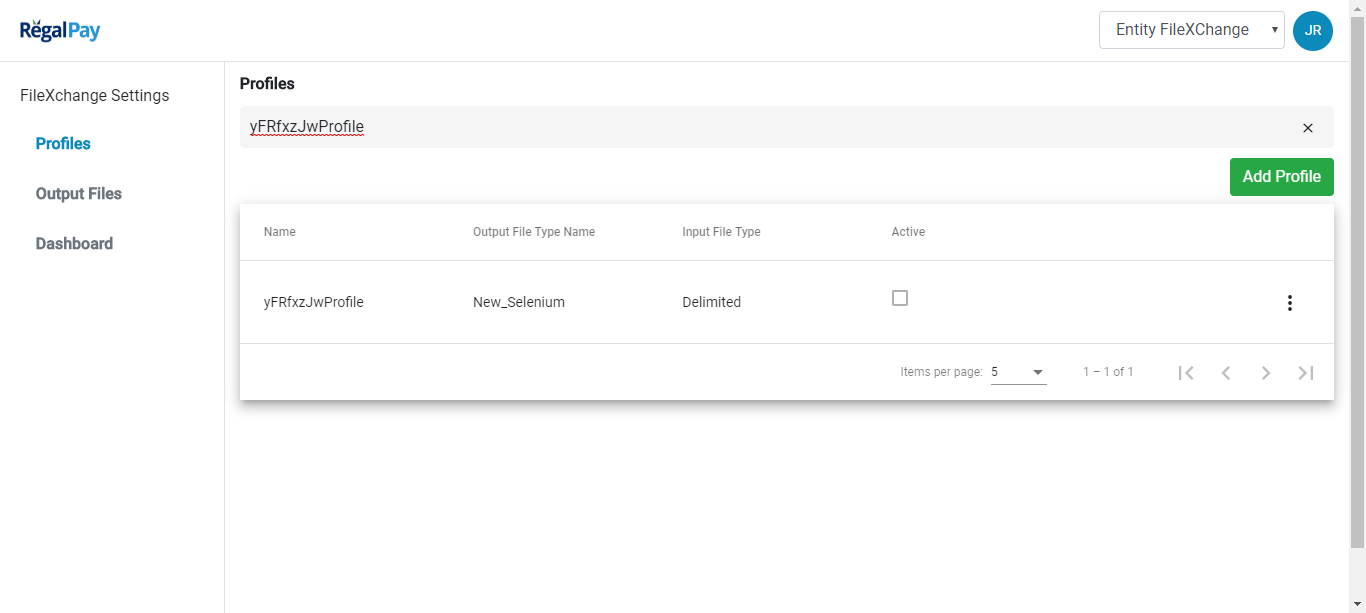 RegalPay
Entity FileXChange
JR
FileXchange Settings
Profiles
Output Files
Dashboard
Profiles
yFRfxzJwProfile
Add Profile
Name Output File Type Name Input File Type Active
yFRfxzJwProfile New_Selenium Delimited
Items per page: 5 1 – 1 of 1